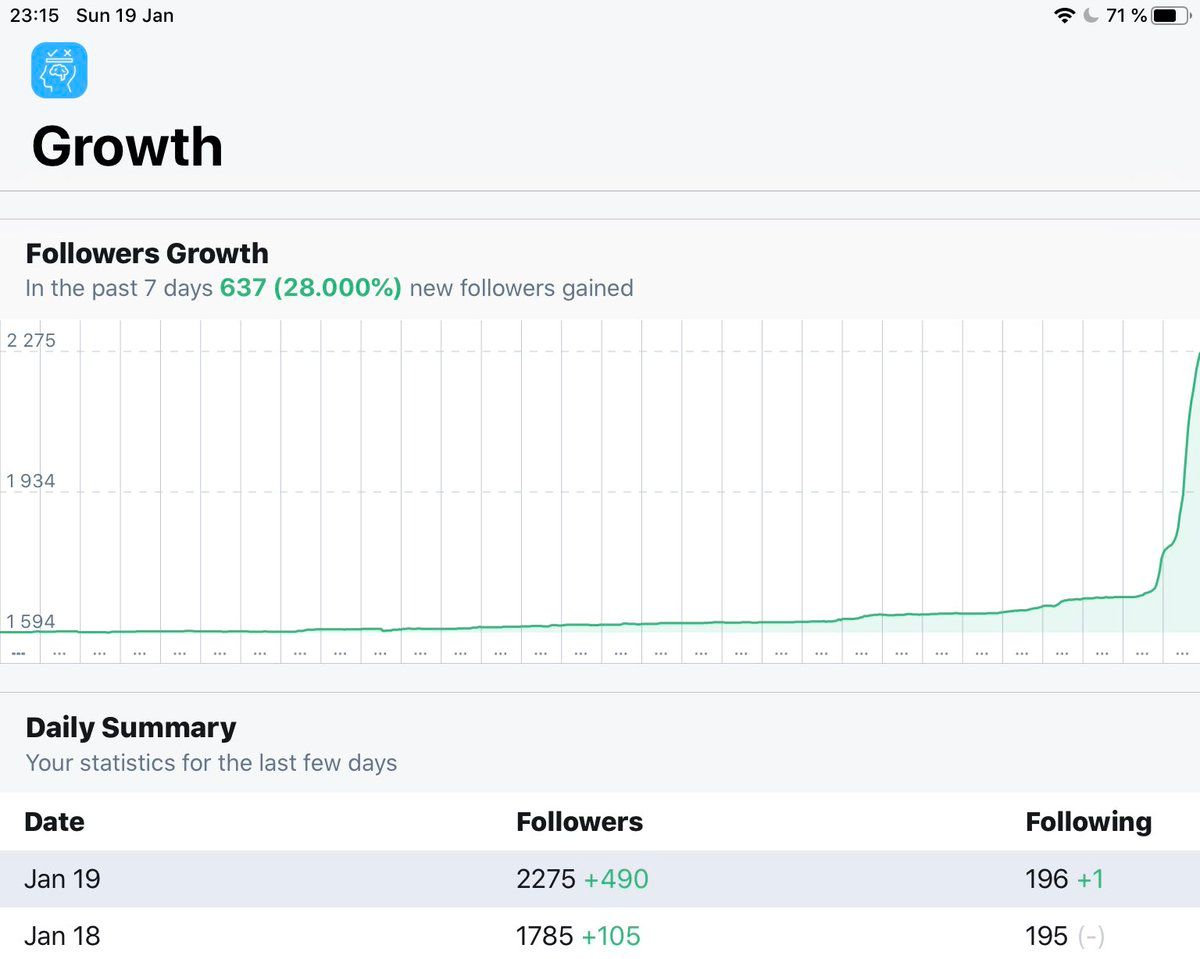 23:15 Sun 19 Jan 71 %
Growth
Followers Growth
In the past 7 days 637 (28.000%) new followers gained
2 275
1 934
1 594
... ... ... ... ... ... ... ... ... ... ... ... ... ... ... ... ... ... ... ... ... ... ... ... ... ... ... ... ... ...
Daily Summary
Your statistics for the last few days
Date Followers Following
Jan 19 2275 +490 196 +1
Jan 18 1785 +105 195 (-)